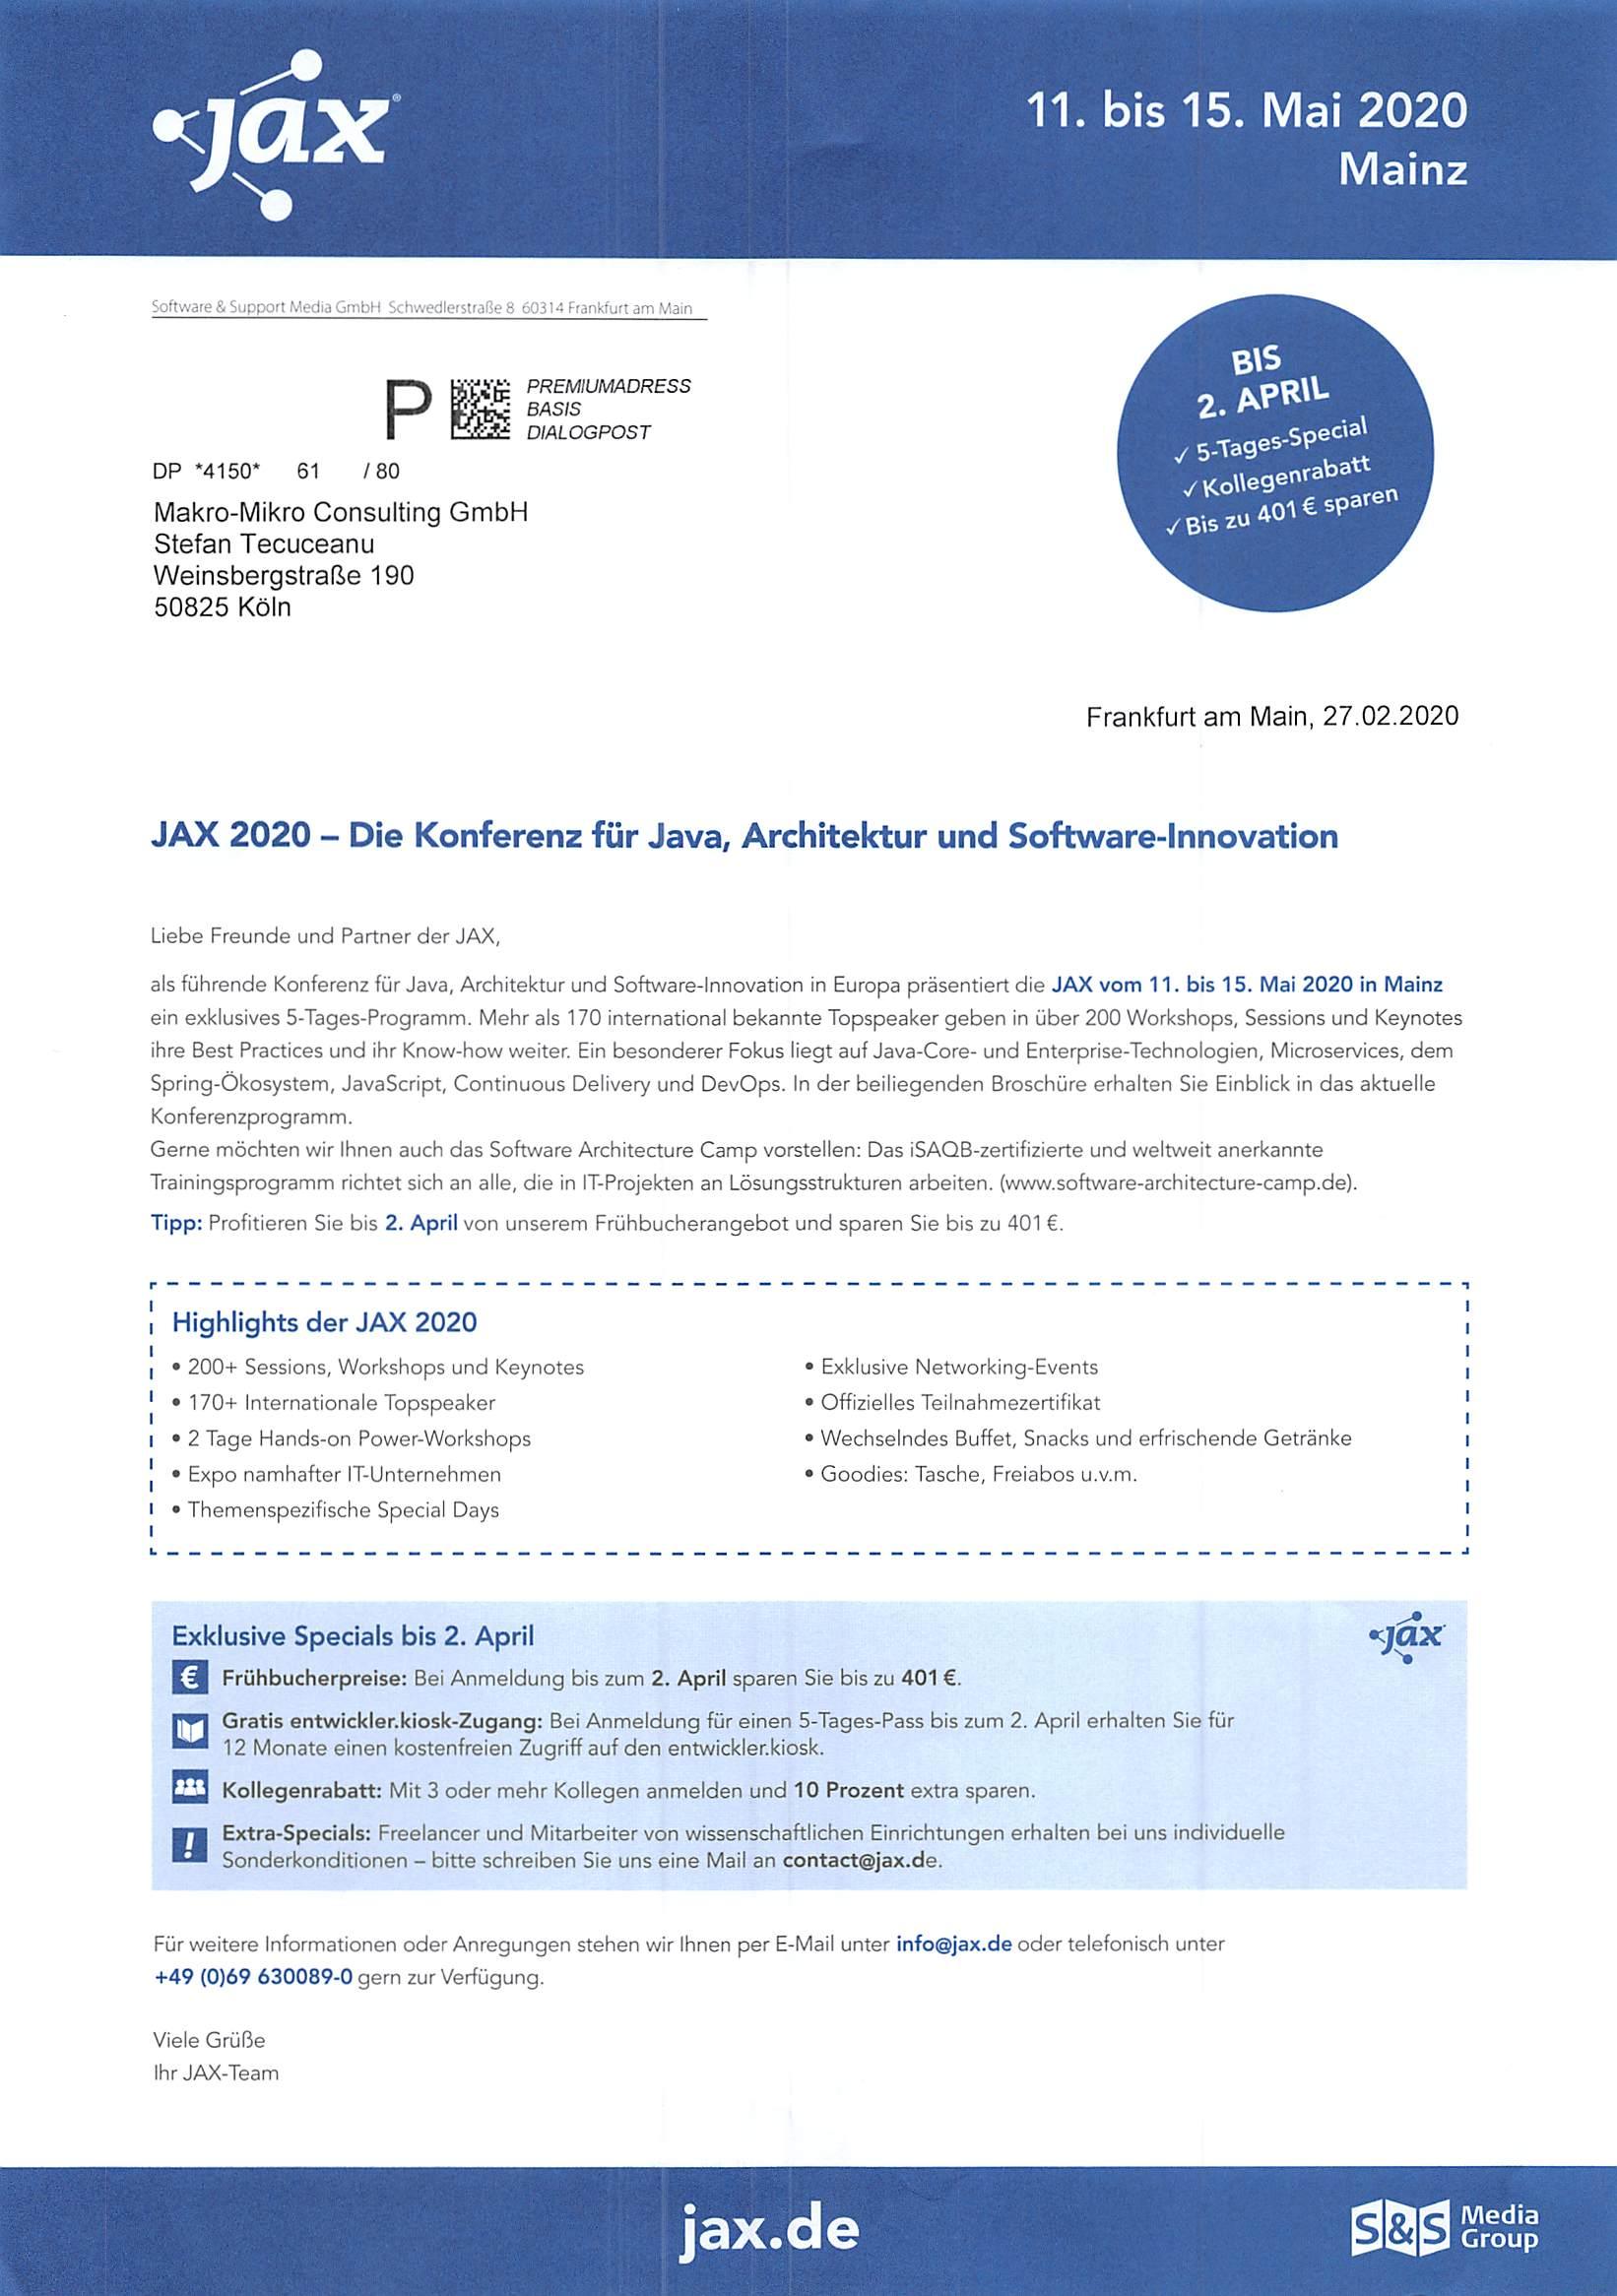 jax
11. bis 15. Mai 2020
Mainz
Software & Support Media GmbH Schwedlerstraße 8 60314 Frankfurt am Main
P
PREMIUMADRESS
BASIS
DIALOGPOST
BIS
2. APRIL
✓ 5-Tages-Special
✓ Kollegenrabatt
✓ Bis zu 401 € sparen
DP *4150* 61 / 80
Makro-Mikro Consulting GmbH
Stefan Tecuceanu
Weinsbergstraße 190
50825 Köln
Frankfurt am Main, 27.02.2020
JAX 2020 – Die Konferenz für Java, Architektur und Software-Innovation
Liebe Freunde und Partner der JAX,
als führende Konferenz für Java, Architektur und Software-Innovation in Europa präsentiert die JAX vom 11. bis 15. Mai 2020 in Mainz
ein exklusives 5-Tages-Programm. Mehr als 170 international bekannte Topspeaker geben in über 200 Workshops, Sessions und Keynotes
ihre Best Practices und ihr Know-how weiter. Ein besonderer Fokus liegt auf Java-Core- und Enterprise-Technologien, Microservices, dem
Spring-Ökosystem, JavaScript, Continuous Delivery und DevOps. In der beiliegenden Broschüre erhalten Sie Einblick in das aktuelle
Konferenzprogramm.
Gerne möchten wir Ihnen auch das Software Architecture Camp vorstellen: Das iSAQB-zertifizierte und weltweit anerkannte
Trainingsprogramm richtet sich an alle, die in IT-Projekten an Lösungsstrukturen arbeiten. (www.software-architecture-camp.de).
Tipp: Profitieren Sie bis 2. April von unserem Frühbucherangebot und sparen Sie bis zu 401 €.
Highlights der JAX 2020
• 200+ Sessions, Workshops und Keynotes
• 170+ Internationale Topspeaker
• 2 Tage Hands-on Power-Workshops
• Expo namhafter IT-Unternehmen
• Themenspezifische Special Days
• Exklusive Networking-Events
• Offizielles Teilnahmezertifikat
• Wechselndes Buffet, Snacks und erfrischende Getränke
• Goodies: Tasche, Freiabos u.v.m.
Exklusive Specials bis 2. April
jax
€ Frühbucherpreise: Bei Anmeldung bis zum 2. April sparen Sie bis zu 401 €.
Gratis entwickler.kiosk-Zugang: Bei Anmeldung für einen 5-Tages-Pass bis zum 2. April erhalten Sie für
12 Monate einen kostenfreien Zugriff auf den entwickler.kiosk.
Kollegenrabatt: Mit 3 oder mehr Kollegen anmelden und 10 Prozent extra sparen.
! Extra-Specials: Freelancer und Mitarbeiter von wissenschaftlichen Einrichtungen erhalten bei uns individuelle
Sonderkonditionen – bitte schreiben Sie uns eine Mail an contact@jax.de.
Für weitere Informationen oder Anregungen stehen wir Ihnen per E-Mail unter info@jax.de oder telefonisch unter
+49 (0)69 630089-0 gern zur Verfügung.
Viele Grüße
Ihr JAX-Team
jax.de
S&S Media
Group